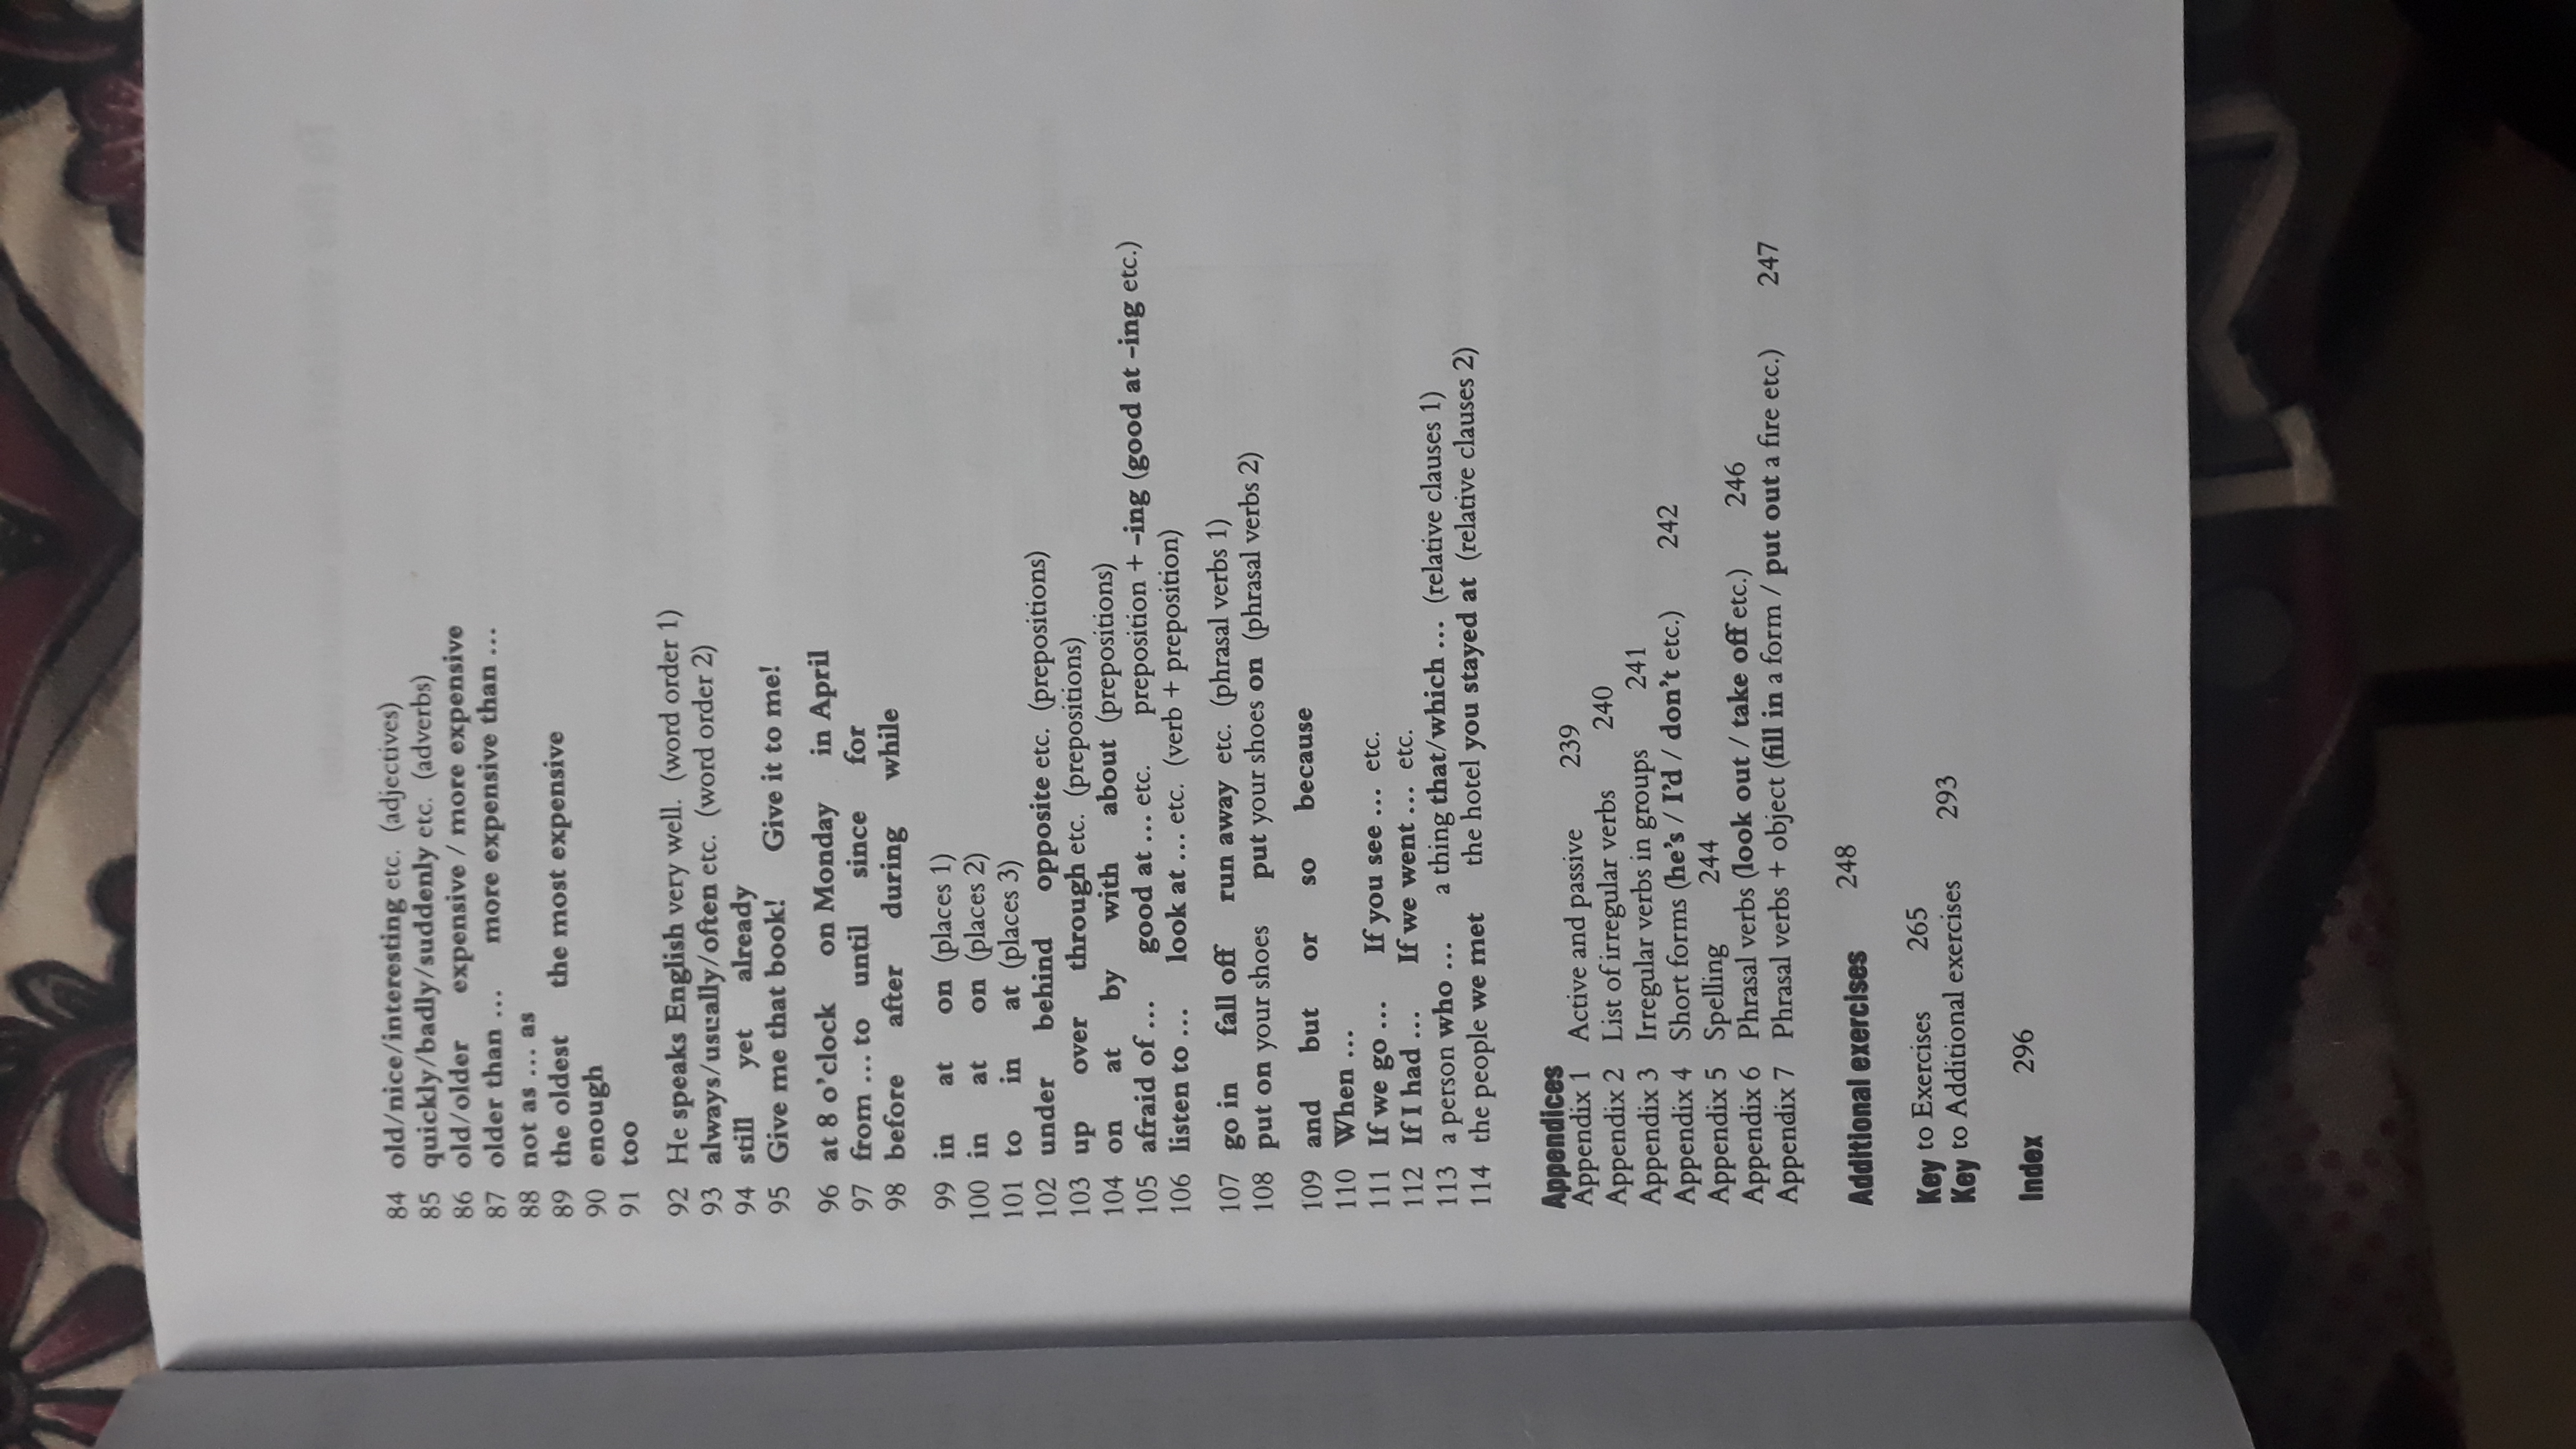 84 old/nice/interesting etc. (adjectives)
85 quickly/badly/suddenly etc. (adverbs)
86 old/older expensive / more expensive
87 older than ... more expensive than ...
88 not as ... as
89 the oldest the most expensive
90 enough
91 too
92 He speaks English very well. (word order 1)
93 always/usually/often etc. (word order 2)
94 still yet already
95 Give me that book! Give it to me!
96 at 8 o'clock on Monday in April
97 from ... to until since for
98 before after during while
99 in at on (places 1)
100 in at on (places 2)
101 to in at (places 3)
102 under behind opposite etc. (prepositions)
103 up over through etc. (prepositions)
104 on at by with about (prepositions)
105 afraid of ... good at ... etc. preposition + -ing (good at -ing etc.)
106 listen to ... look at ... etc. (verb + preposition)
107 go in fall off run away etc. (phrasal verbs 1)
108 put on your shoes put your shoes on (phrasal verbs 2)
109 and but or so because
110 When ...
111 If we go ... If you see ... etc.
112 If I had ... If we went ... etc.
113 a person who ... a thing that/which ... (relative clauses 1)
114 the people we met the hotel you stayed at (relative clauses 2)
Appendices
Appendix 1 Active and passive 239
Appendix 2 List of irregular verbs 240
Appendix 3 Irregular verbs in groups 241
Appendix 4 Short forms (he's / I'd / don't etc.) 242
Appendix 5 Spelling 244
Appendix 6 Phrasal verbs (look out / take off etc.) 246
Appendix 7 Phrasal verbs + object (fill in a form / put out a fire etc.) 247
Additional exercises 248
Key to Exercises 265
Key to Additional exercises 293
Index 296